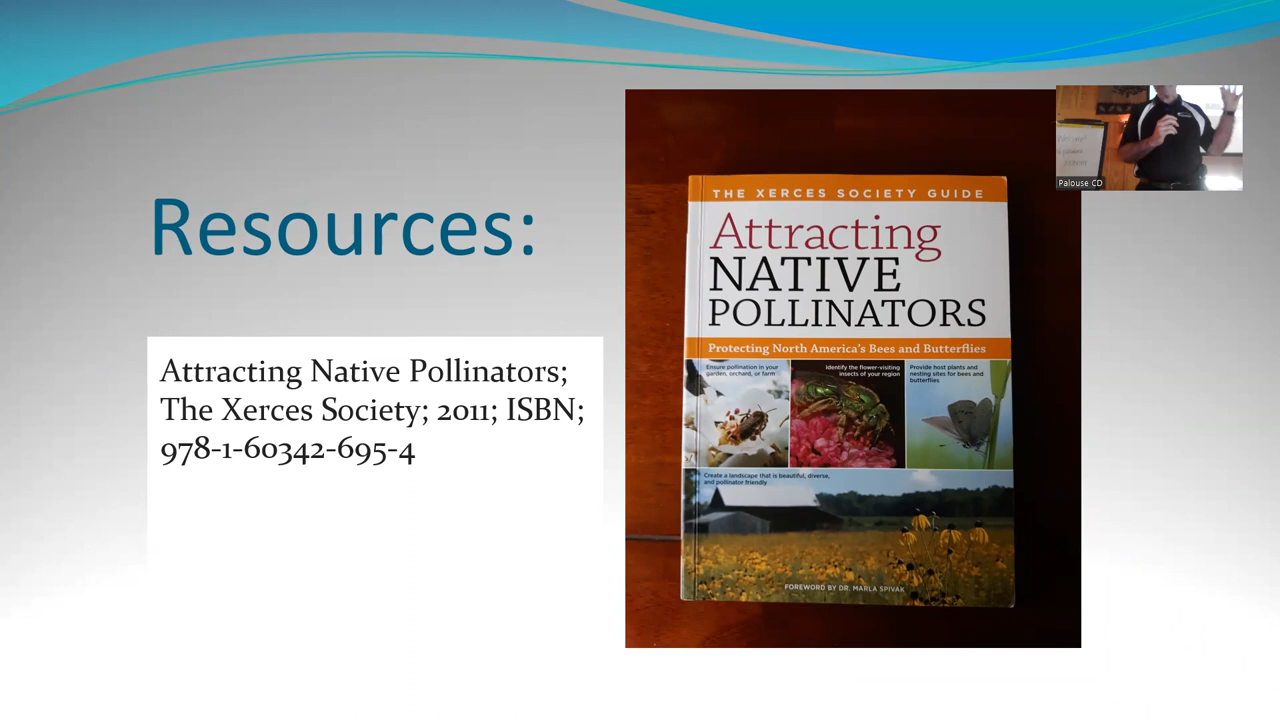 Resources:
Attracting Native Pollinators;
The Xerces Society; 2011; ISBN;
978-1-60342-695-4
THE XERCES SOCIETY GUIDE
Attracting
NATIVE
POLLINATORS
Protecting North America's Bees and Butterflies
Ensure pollination in your
garden, orchard, or farm
Identify the flower-visiting
insects of your region
Provide host plants and
nesting sites for bees and
butterflies
Create a landscape that is beautiful, diverse,
and pollinator friendly
FOREWORD BY DR. MARLA SPIVAK
Palouse CD